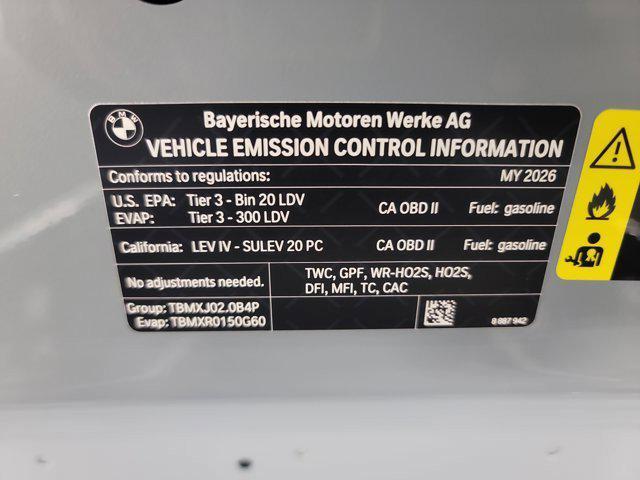 BMW
Bayerische Motoren Werke AG
VEHICLE EMISSION CONTROL INFORMATION
Conforms to regulations: MY 2026
U.S. EPA: Tier 3 - Bin 20 LDV
EVAP: Tier 3 - 300 LDV CA OBD II Fuel: gasoline
California: LEV IV - SULEV 20 PC CA OBD II Fuel: gasoline
No adjustments needed.
TWC, GPF, WR-HO2S, HO2S,
DFI, MFI, TC, CAC
Group: TBMXJ02.0B4P
Evap: TBMXR0150G60
8 887 942